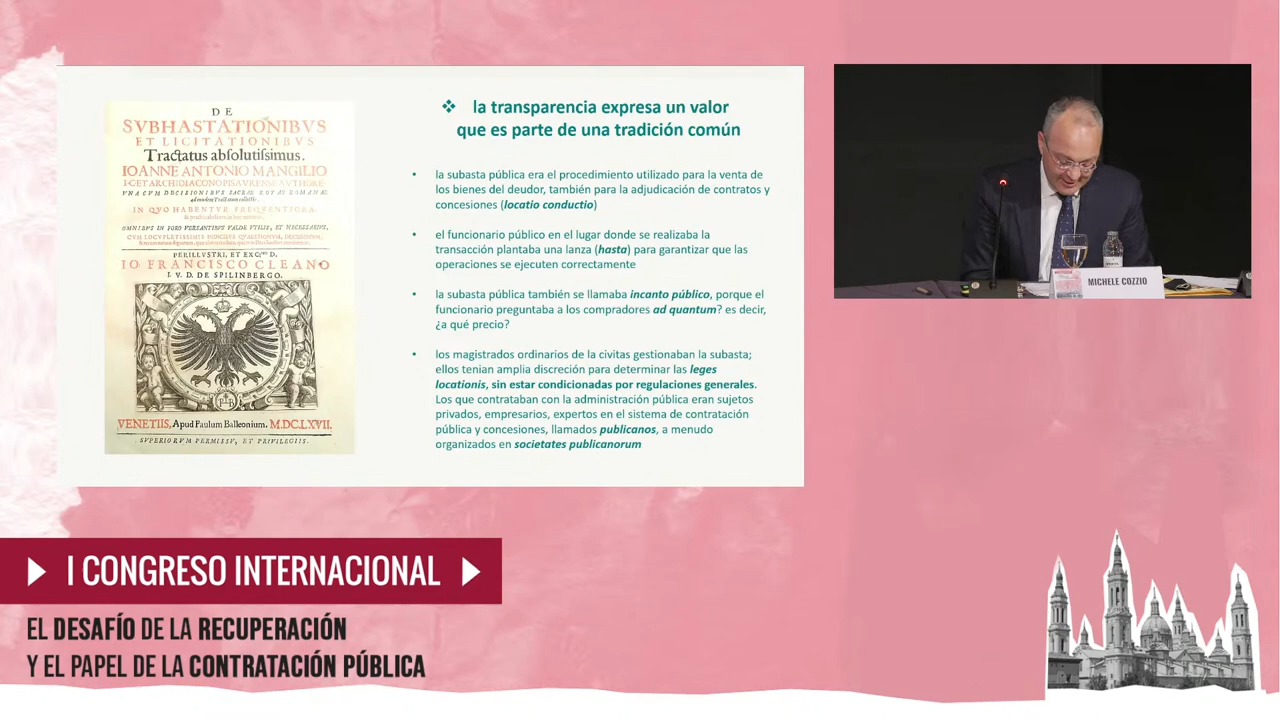 DE
SVBHASTATIONIBVS
ET LICITATIONIBVS
Tractatus absolutissimus.
IOANNE ANTONIO MANGILIO
VNA CVM DECISIONIBVS SACRAE ROTAE ROMANAE
IN QVO HABENTVR FREQVENTIORA
OMNIBVS IN FORO VERSANTIBVS VALDE VTILIS, ET NECESSARIVS,
PERILLVSTRI, ET EXC.mo D.
IO FRANCISCO CLEANO
I. V. D. DE SPILINBERGO.
VENETIIS, Apud Paulum Balleonium. M.DC.LXVII.
SVPERIORVM PERMISSV, ET PRIVILEGIIS.
❖ la transparencia expresa un valor
que es parte de una tradición común
• la subasta pública era el procedimiento utilizado para la venta de
los bienes del deudor, también para la adjudicación de contratos y
concesiones (locatio conductio)
• el funcionario público en el lugar donde se realizaba la
transacción plantaba una lanza (hasta) para garantizar que las
operaciones se ejecuten correctamente
• la subasta pública también se llamaba incanto público, porque el
funcionario preguntaba a los compradores ad quantum? es decir,
¿a qué precio?
• los magistrados ordinarios de la civitas gestionaban la subasta;
ellos tenian amplia discreción para determinar las leges
locationis, sin estar condicionadas por regulaciones generales.
Los que contrataban con la administración pública eran sujetos
privados, empresarios, expertos en el sistema de contratación
pública y concesiones, llamados publicanos, a menudo
organizados en societates publicanorum
MICHELE COZZIO
I CONGRESO INTERNACIONAL
EL DESAFÍO DE LA RECUPERACIÓN
Y EL PAPEL DE LA CONTRATACIÓN PÚBLICA